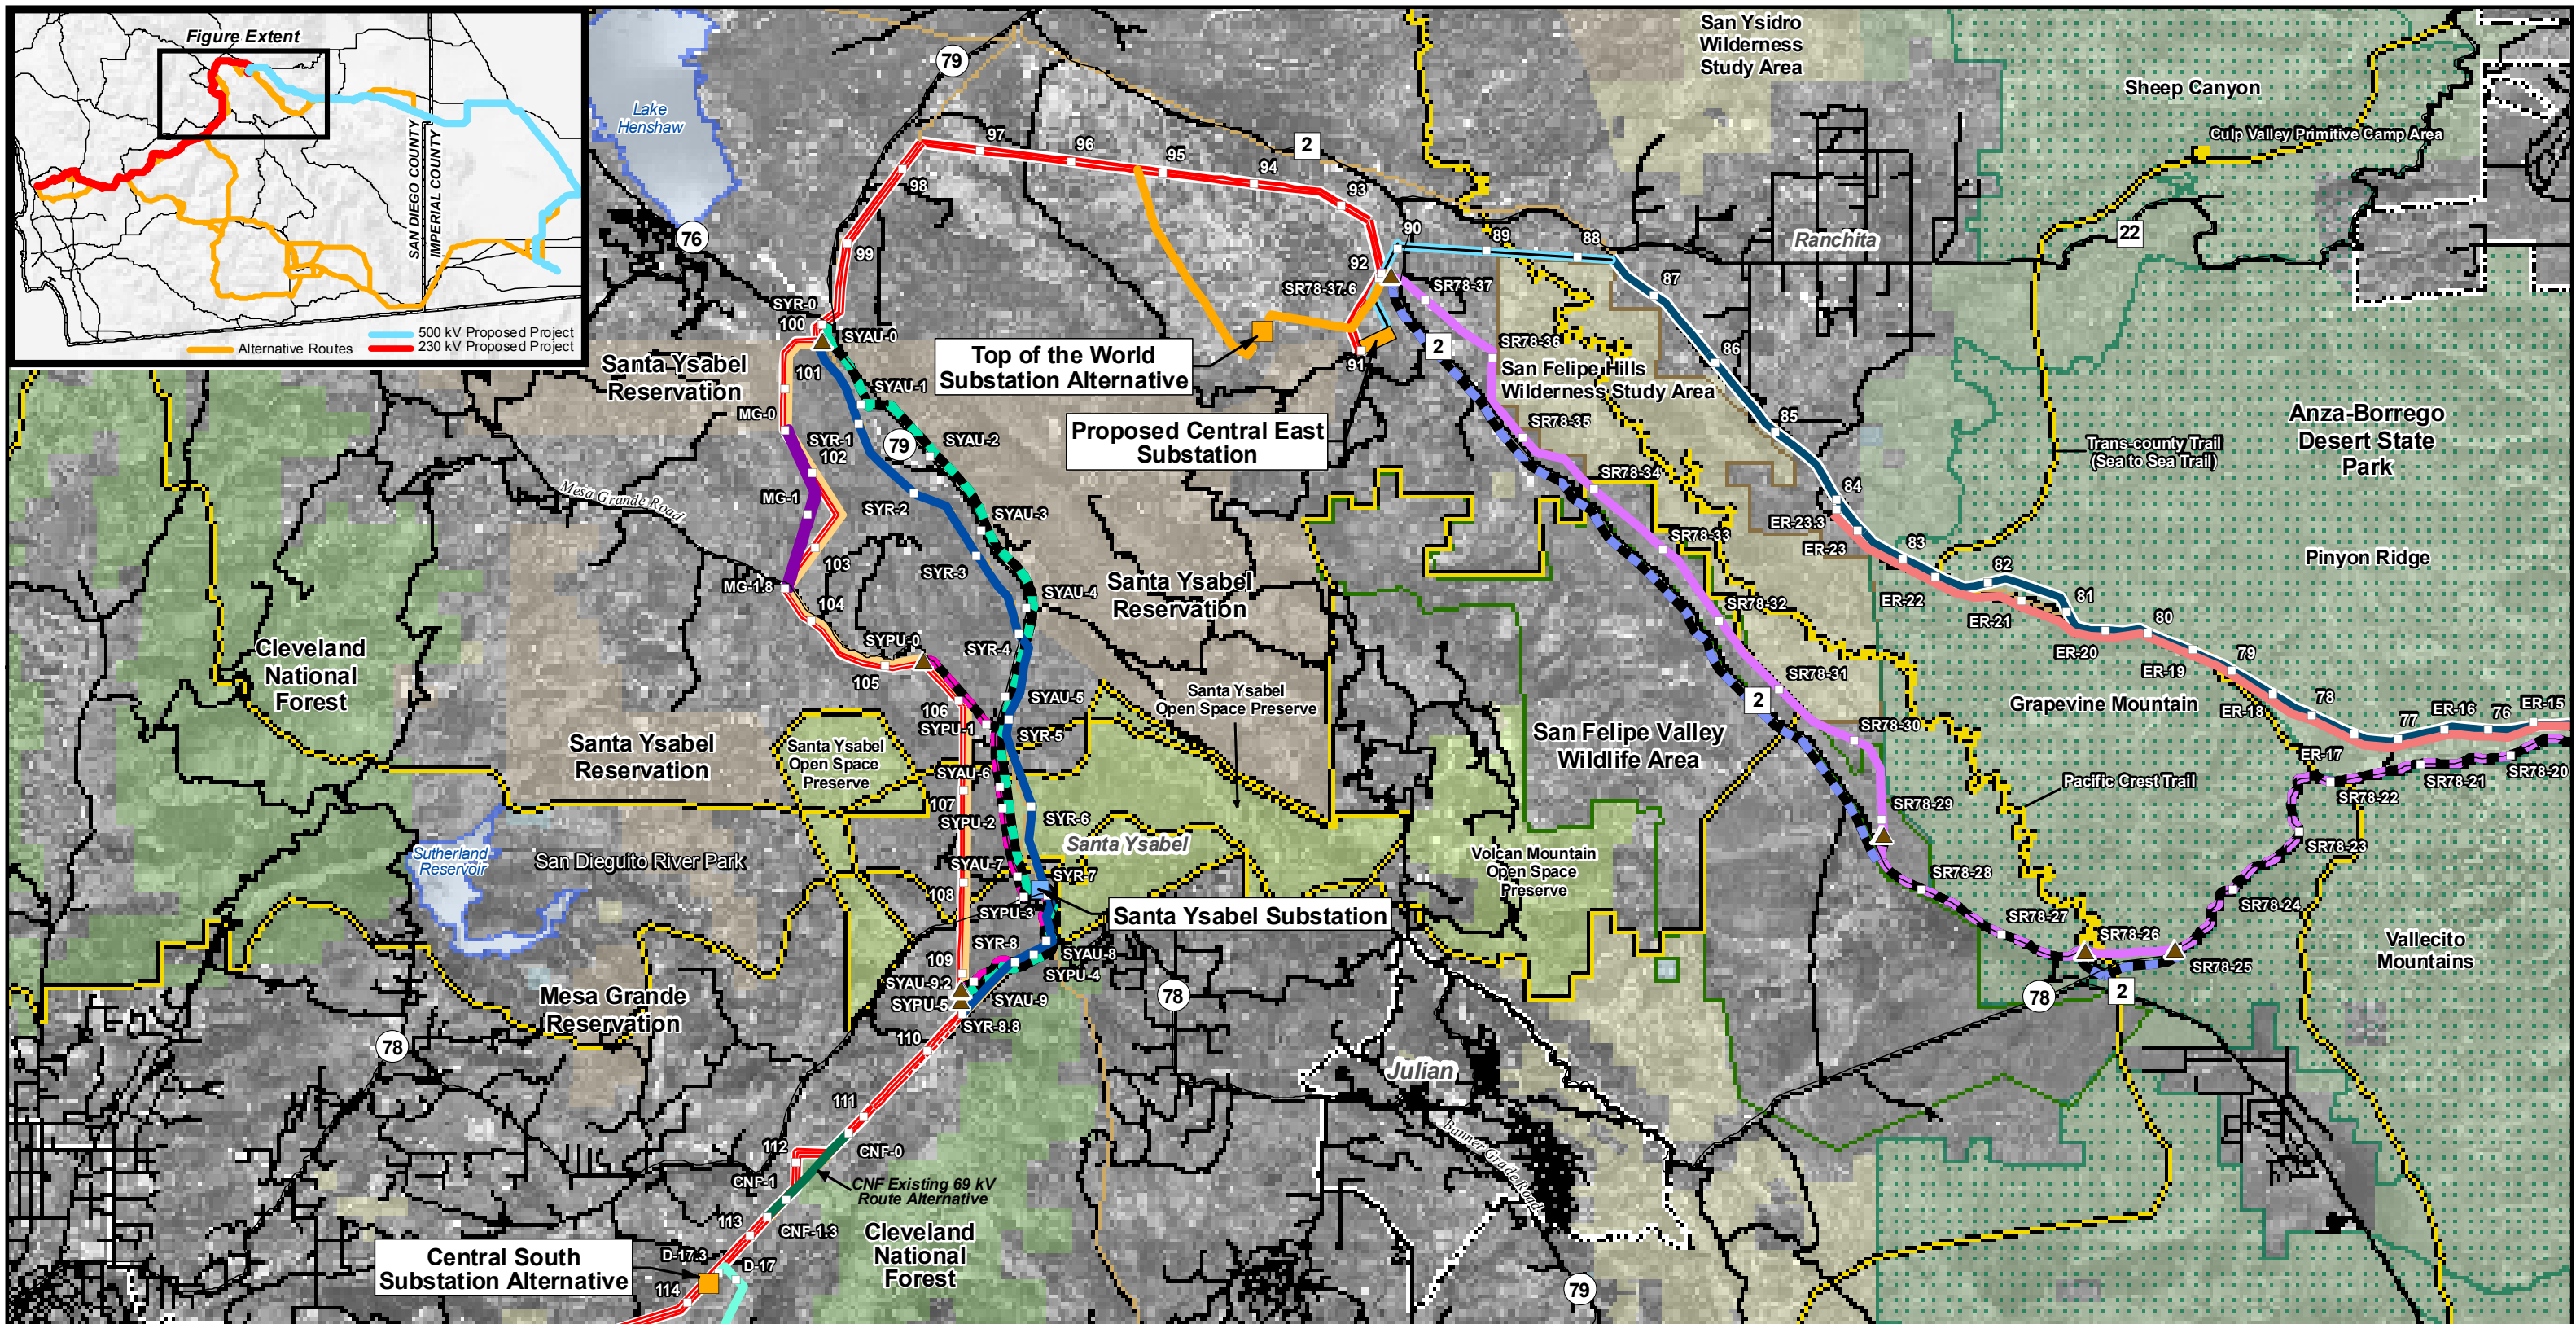 Figure Extent
SAN DIEGO COUNTY
IMPERIAL COUNTY
500 kV Proposed Project
Alternative Routes
230 kV Proposed Project
Lake
Henshaw
79
76
San Ysidro
Wilderness
Study Area
Sheep Canyon
Culp Valley Primitive Camp Area
22
Ranchita
2
97
96
95
94
93
98
99
92
90
89
88
87
86
85
84
SYR-0
100
SYAU-0
Santa Ysabel
Reservation
101
MG-0
SYR-1
102
MG-1
SYAU-1
79
SYAU-2
SYR-2
SYAU-3
103
SYR-3
MG-1.8
104
SYAU-4
SYPU-0
SYR-4
105
SYAU-5
106
SYPU-1
SYR-5
Mesa Grande Road
Top of the World
Substation Alternative
91
Proposed Central East
Substation
SR78-37.6
SR78-37
2
SR78-36
San Felipe Hills
Wilderness Study Area
SR78-35
SR78-34
SR78-33
SR78-32
SR78-31
2
SR78-30
SR78-29
SR78-28
SR78-27
SR78-26
SR78-25
SR78-24
SR78-23
SR78-22
SR78-21
SR78-20
Anza-Borrego
Desert State
Park
Trans-county Trail
(Sea to Sea Trail)
Pinyon Ridge
ER-23.3
ER-23
83
82
81
80
79
78
77
ER-16
76
ER-15
ER-22
ER-21
ER-20
ER-19
ER-18
ER-17
Grapevine Mountain
Pacific Crest Trail
Vallecito
Mountains
78
2
Cleveland
National
Forest
Santa Ysabel
Reservation
Santa Ysabel
Reservation
Santa Ysabel
Open Space Preserve
Santa Ysabel
Open Space
Preserve
San Felipe Valley
Wildlife Area
SYAU-6
107
SYPU-2
SYR-6
Santa Ysabel
SYAU-7
SYR-7
108
SYPU-3
Volcan Mountain
Open Space
Preserve
Sutherland
Reservoir
San Dieguito River Park
Santa Ysabel Substation
SYR-8
109
SYAU-8
SYPU-4
SYAU-9.2
SYPU-5
SYAU-9
SYR-8.8
110
Mesa Grande
Reservation
78
78
Julian
Banner Grade Road
111
112
CNF-0
CNF-1
CNF Existing 69 kV
Route Alternative
113
CNF-1.3
Cleveland
National
Forest
Central South
Substation Alternative
D-17.3
D-17
114
79